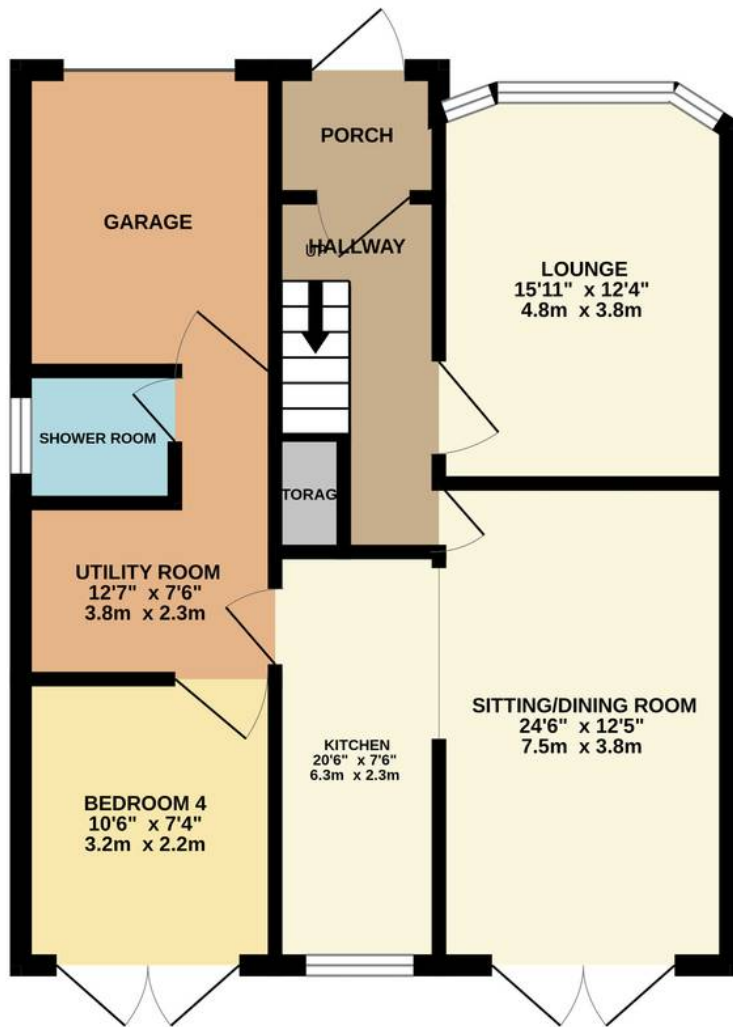 PORCH
GARAGE
UP
HALLWAY
LOUNGE
15'11" x 12'4"
4.8m x 3.8m
SHOWER ROOM
TORAG
UTILITY ROOM
12'7" x 7'6"
3.8m x 2.3m
SITTING/DINING ROOM
24'6" x 12'5"
7.5m x 3.8m
KITCHEN
20'6" x 7'6"
6.3m x 2.3m
BEDROOM 4
10'6" x 7'4"
3.2m x 2.2m